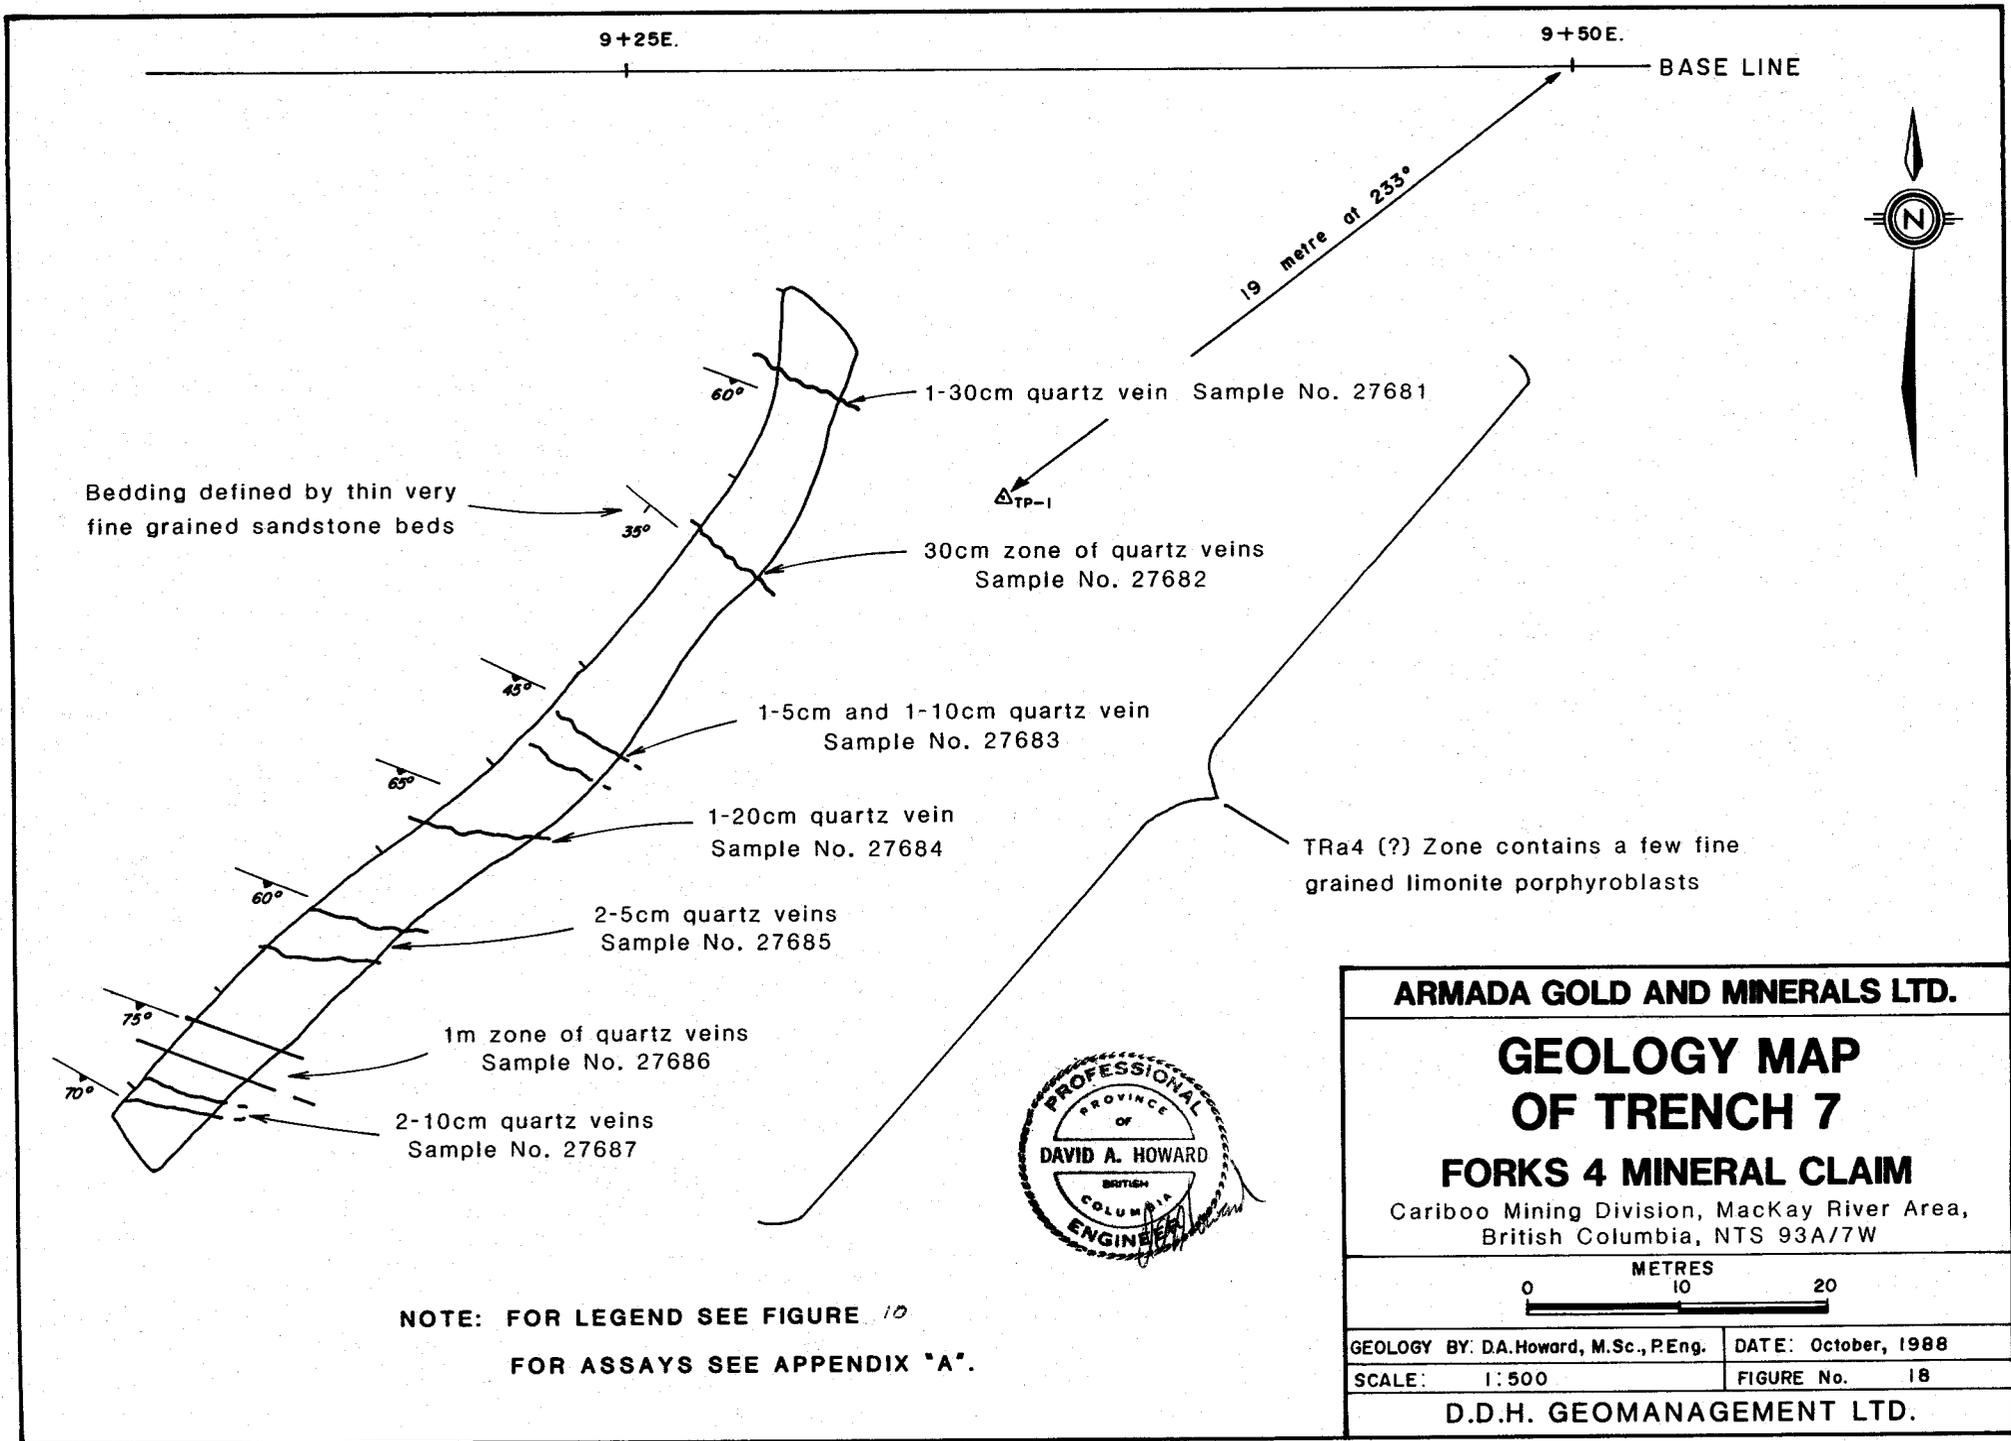 9+25E.
9+50E.
BASE LINE
N
19 metre at 233°
60°
1-30cm quartz vein Sample No. 27681
Bedding defined by thin very
fine grained sandstone beds
35°
TP-1
30cm zone of quartz veins
Sample No. 27682
45°
1-5cm and 1-10cm quartz vein
Sample No. 27683
65°
1-20cm quartz vein
Sample No. 27684
TRa4 (?) Zone contains a few fine
grained limonite porphyroblasts
60°
2-5cm quartz veins
Sample No. 27685
75°
1m zone of quartz veins
Sample No. 27686
70°
2-10cm quartz veins
Sample No. 27687
PROFESSIONAL
PROVINCE
OF
DAVID A. HOWARD
BRITISH
COLUMBIA
ENGINEER
NOTE: FOR LEGEND SEE FIGURE 10
FOR ASSAYS SEE APPENDIX "A".
ARMADA GOLD AND MINERALS LTD.
GEOLOGY MAP
OF TRENCH 7
FORKS 4 MINERAL CLAIM
Cariboo Mining Division, MacKay River Area,
British Columbia, NTS 93A/7W
METRES
0 10 20
GEOLOGY BY: D.A.Howard, M.Sc., P.Eng.
DATE: October, 1988
SCALE: 1:500
FIGURE No. 18
D.D.H. GEOMANAGEMENT LTD.